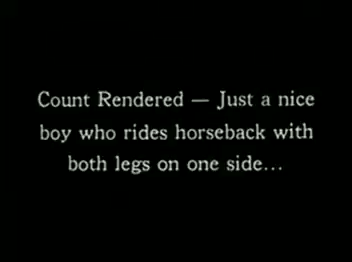 Count Rendered — Just a nice
boy who rides horseback with
both legs on one side...